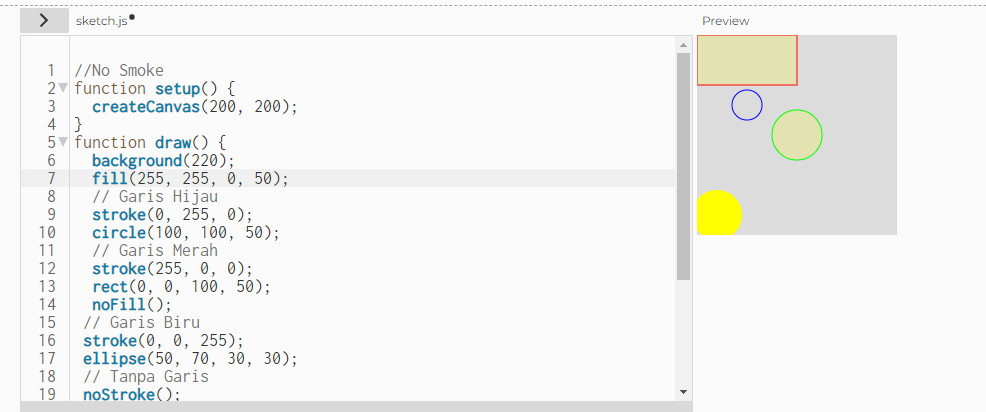 sketch.js
Preview
1 //No Smoke
2 function setup() {
3 createCanvas(200, 200);
4 }
5 function draw() {
6 background(220);
7 fill(255, 255, 0, 50);
8 // Garis Hijau
9 stroke(0, 255, 0);
10 circle(100, 100, 50);
11 // Garis Merah
12 stroke(255, 0, 0);
13 rect(0, 0, 100, 50);
14 noFill();
15 // Garis Biru
16 stroke(0, 0, 255);
17 ellipse(50, 70, 30, 30);
18 // Tanpa Garis
19 noStroke();